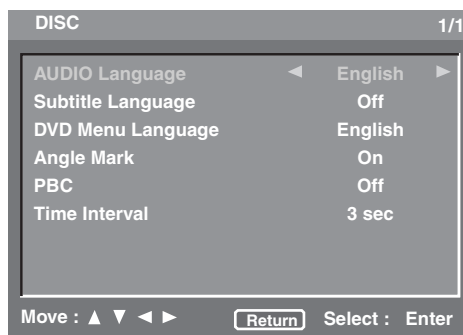 DISC 1/1
AUDIO Language ◄ English ►
Subtitle Language Off
DVD Menu Language English
Angle Mark On
PBC Off
Time Interval 3 sec
Move : ▲ ▼ ◄ ► Return Select : Enter